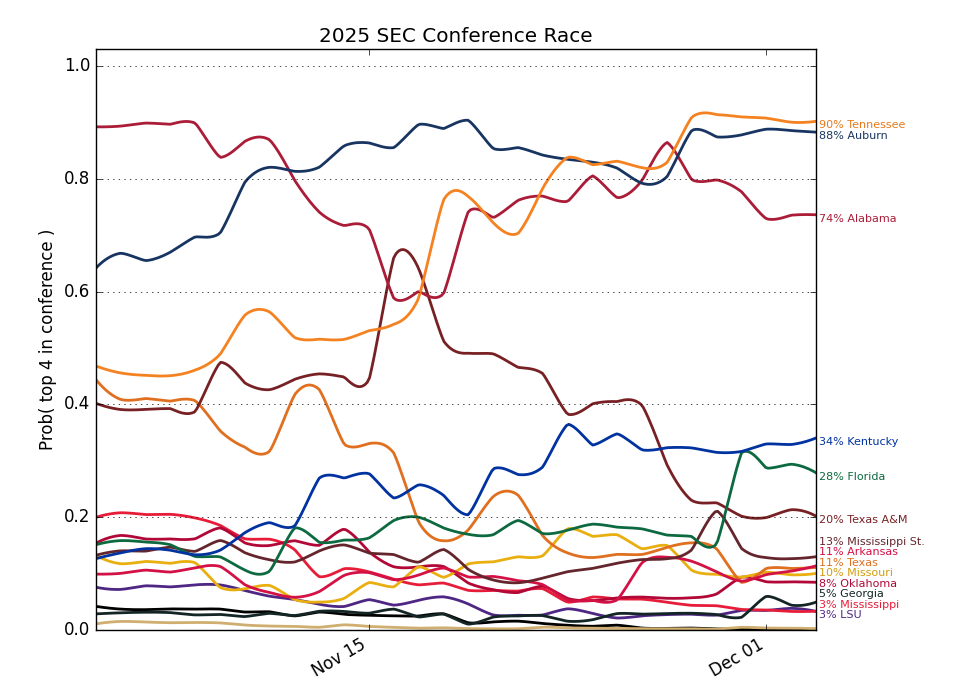 2025 SEC Conference Race
Prob( top 4 in conference )
1.0
0.8
0.6
0.4
0.2
0.0
Nov 15
Dec 01
90% Tennessee
88% Auburn
74% Alabama
34% Kentucky
28% Florida
20% Texas A&M
13% Mississippi St.
11% Arkansas
11% Texas
10% Missouri
8% Oklahoma
5% Georgia
3% Mississippi
3% LSU